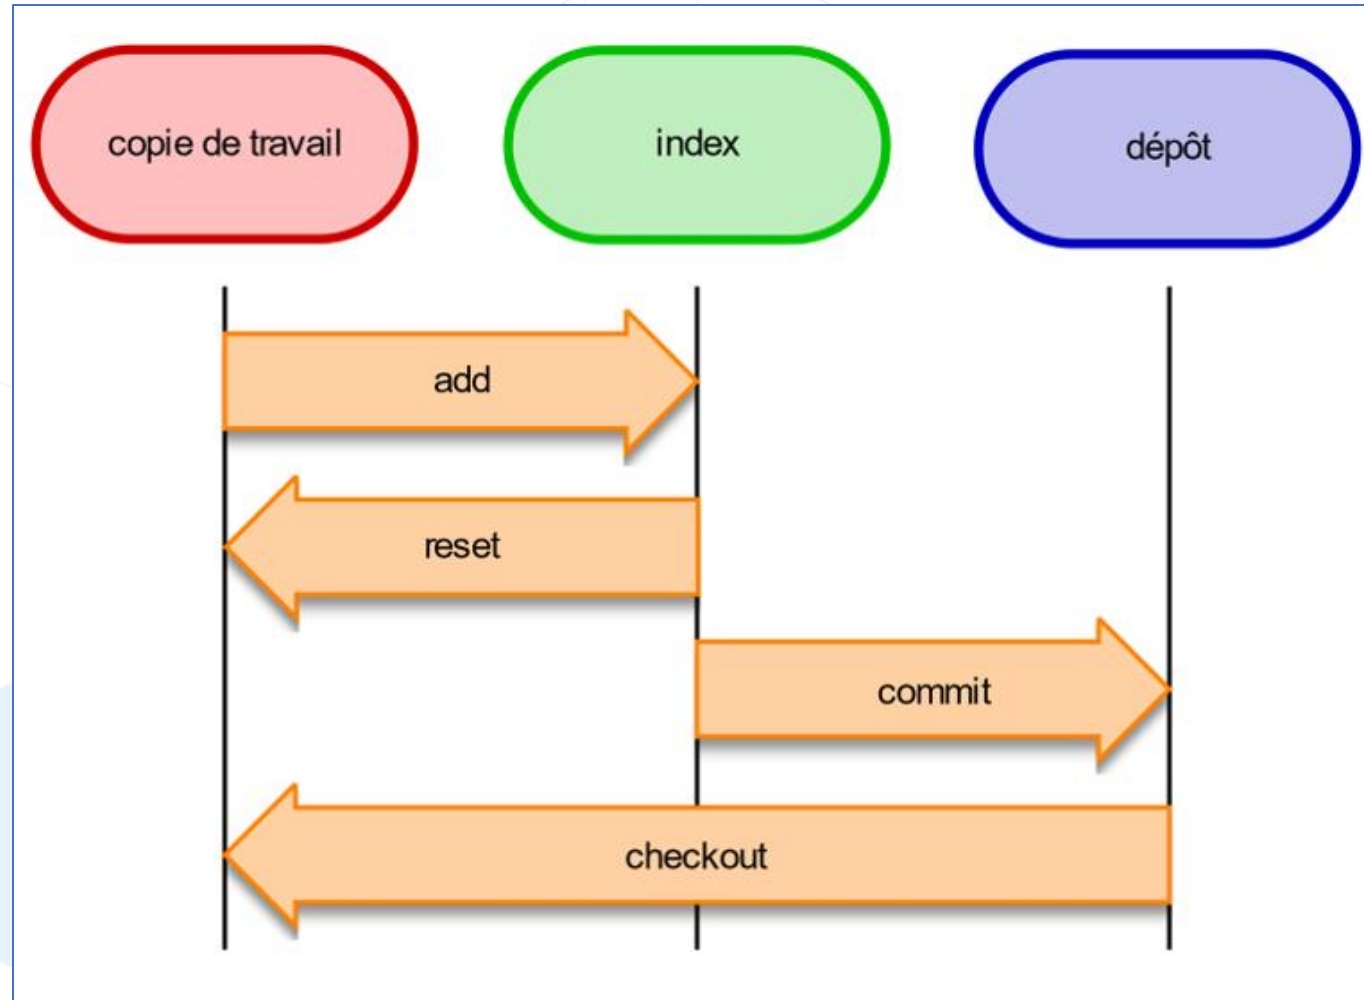 copie de travail
index
dépôt
add
reset
commit
checkout